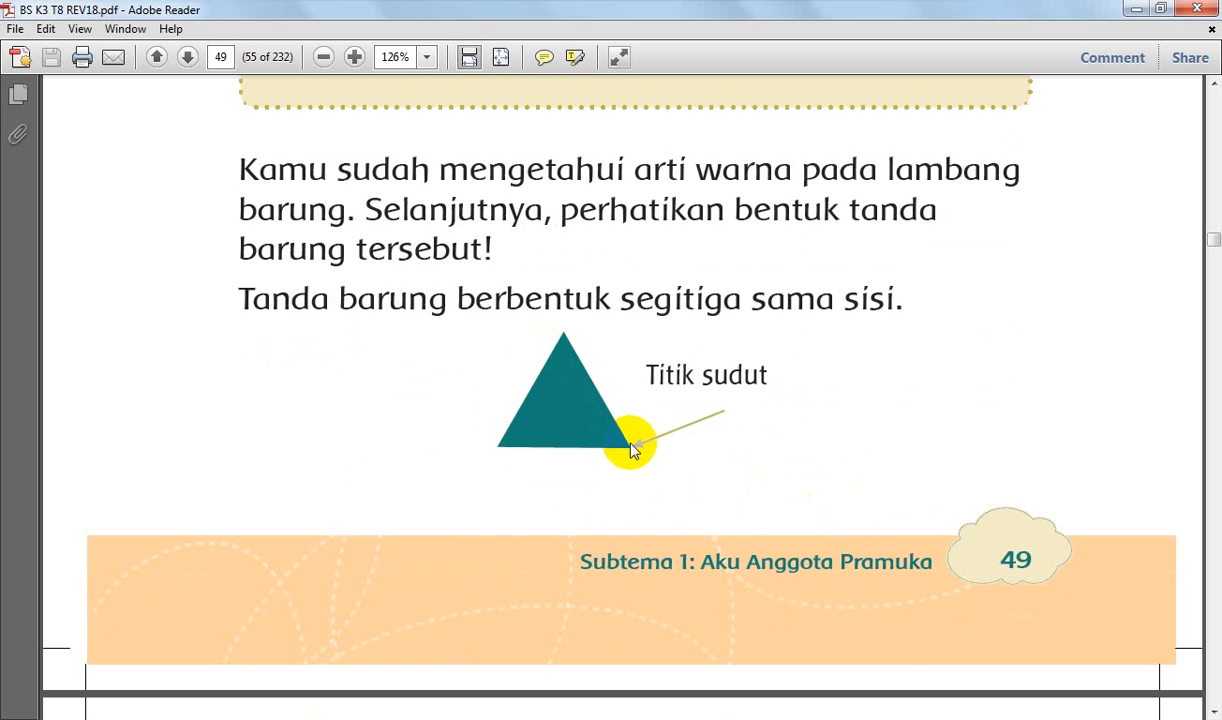 BS K3 T8 REV18.pdf - Adobe Reader
File Edit View Window Help
49 (55 of 232) 126% Comment Share
Kamu sudah mengetahui arti warna pada lambang
barung. Selanjutnya, perhatikan bentuk tanda
barung tersebut!
Tanda barung berbentuk segitiga sama sisi.
Titik sudut
Subtema 1: Aku Anggota Pramuka 49